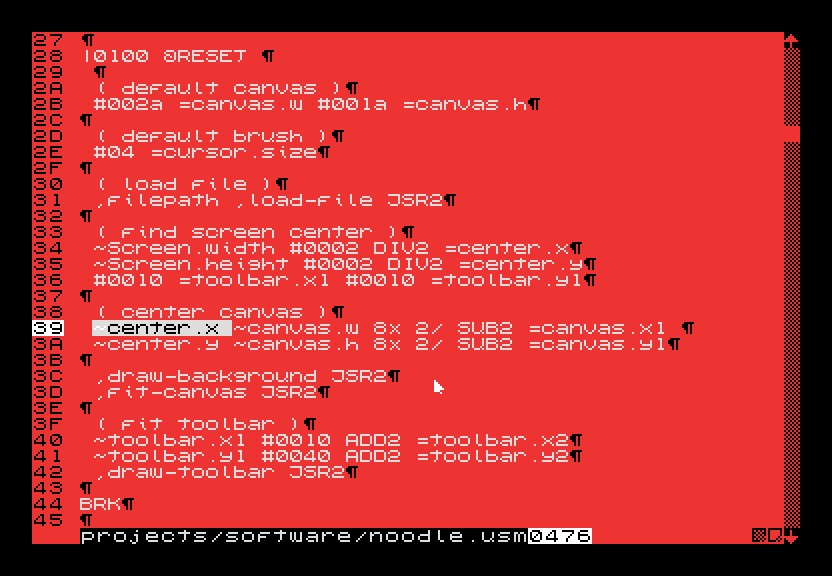 27 ¶
28 |0100 @RESET ¶
29 ¶
2A ( default canvas )¶
2B #002a =canvas.w #001a =canvas.h¶
2C ¶
2D ( default brush )¶
2E #04 =cursor.size¶
2F ¶
30 ( load file )¶
31 ,filepath ,load-file JSR2¶
32 ¶
33 ( find screen center )¶
34 ~Screen.width #0002 DIV2 =center.x¶
35 ~Screen.height #0002 DIV2 =center.y¶
36 #0010 =toolbar.x1 #0010 =toolbar.y1¶
37 ¶
38 ( center canvas )¶
39 ~center.x ~canvas.w 8x 2/ SUB2 =canvas.x1 ¶
3A ~center.y ~canvas.h 8x 2/ SUB2 =canvas.y1¶
3B ¶
3C ,draw-background JSR2¶
3D ,fit-canvas JSR2¶
3E ¶
3F ( fit toolbar )¶
40 ~toolbar.x1 #0010 ADD2 =toolbar.x2¶
41 ~toolbar.y1 #0040 ADD2 =toolbar.y2¶
42 ,draw-toolbar JSR2¶
43 ¶
44 BRK¶
45 ¶
projects/software/noodle.usm0476